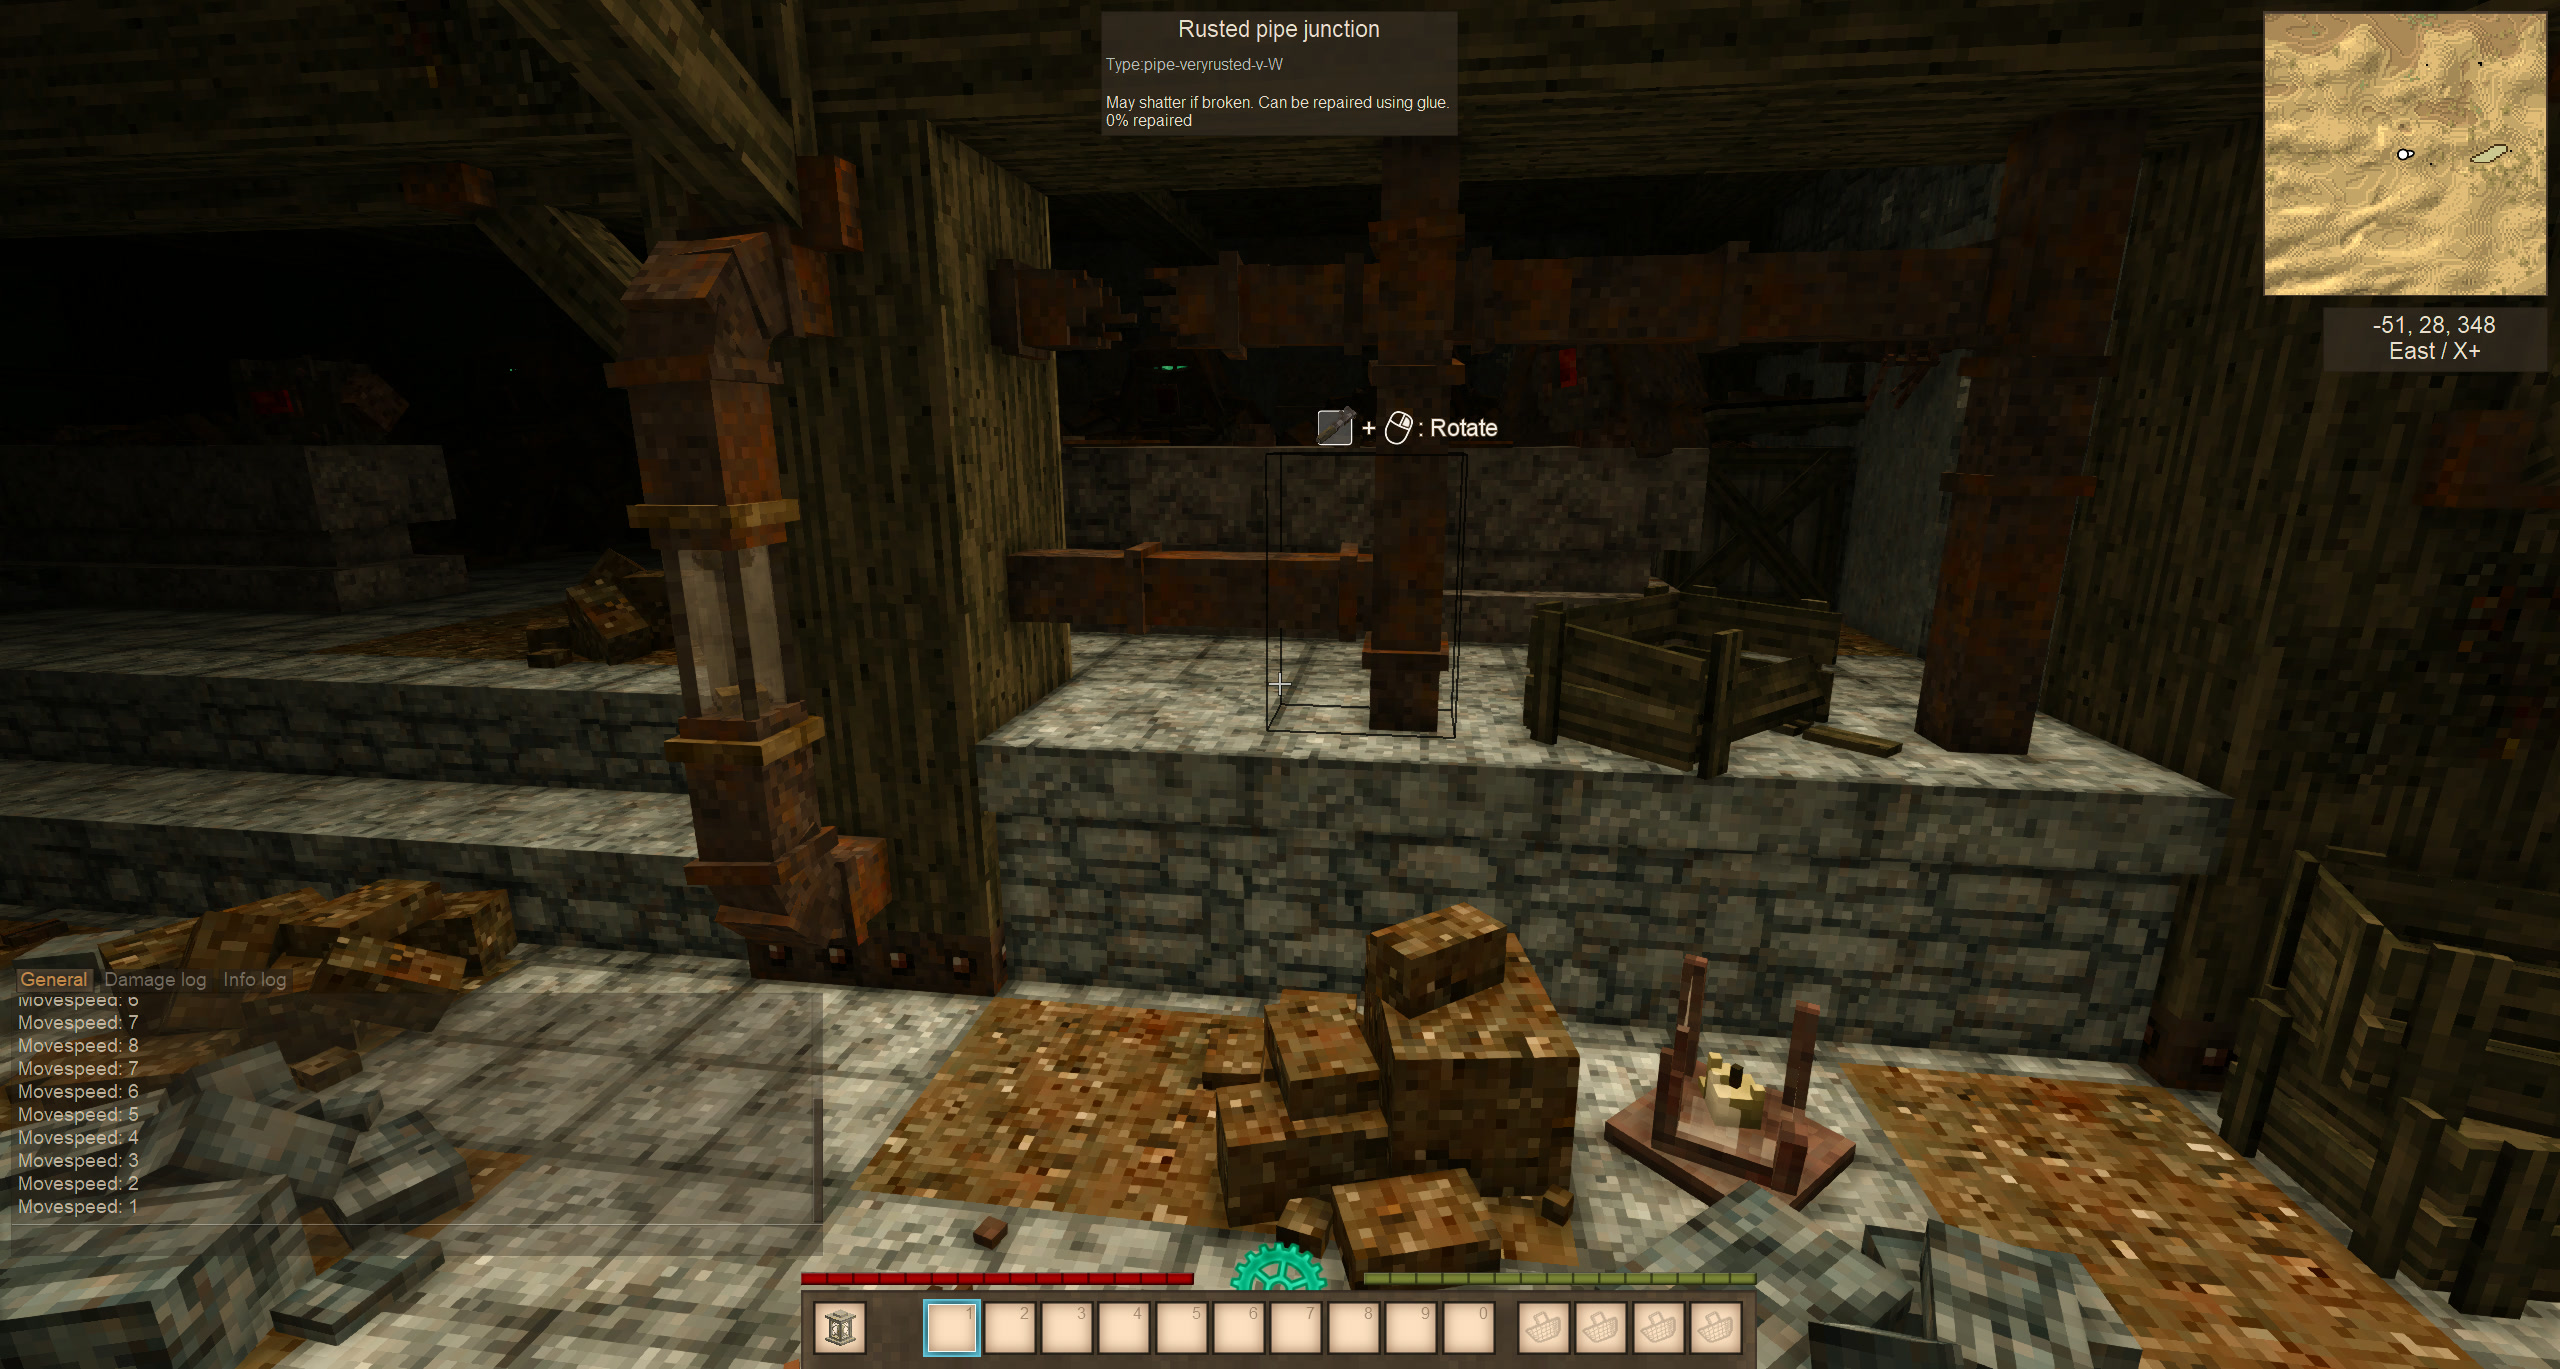 Rusted pipe junction
Type:pipe-veryrusted-v-W
May shatter if broken. Can be repaired using glue.
0% repaired
-51, 28, 348
East / X+
+ : Rotate
General Damage log Info log
Movespeed: 6
Movespeed: 7
Movespeed: 8
Movespeed: 7
Movespeed: 6
Movespeed: 5
Movespeed: 4
Movespeed: 3
Movespeed: 2
Movespeed: 1
1 2 3 4 5 6 7 8 9 0